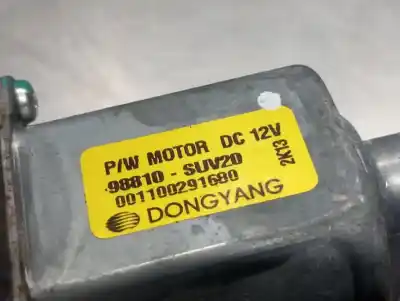 P/W MOTOR DC 12V
98810 - SUV20
001100291680
2K13
DONGYANG